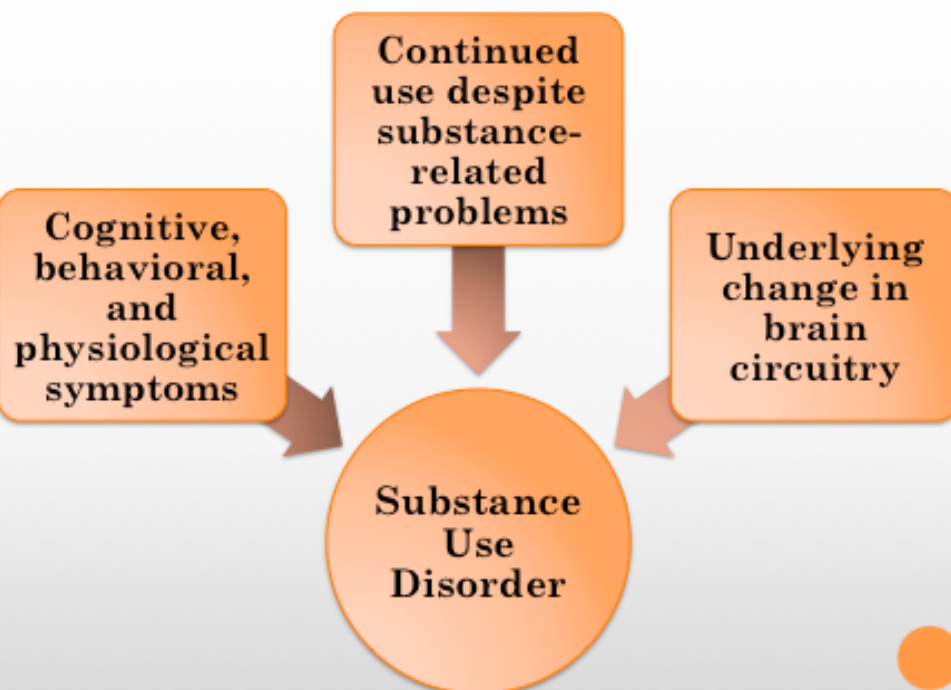 Continued
use despite
substance-
related
problems
Cognitive,
behavioral,
and
physiological
symptoms
Underlying
change in
brain
circuitry
Substance
Use
Disorder